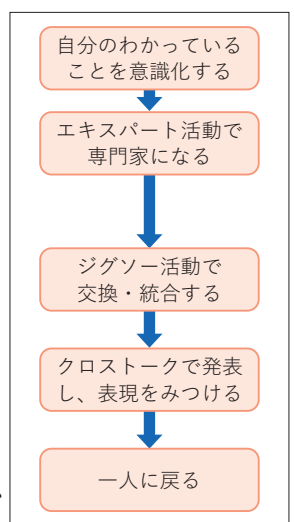 自分のわかっている
ことを意識化する
エキスパート活動で
専門家になる
ジグソー活動で
交換・統合する
クロストークで発表
し、表現をみつける
一人に戻る